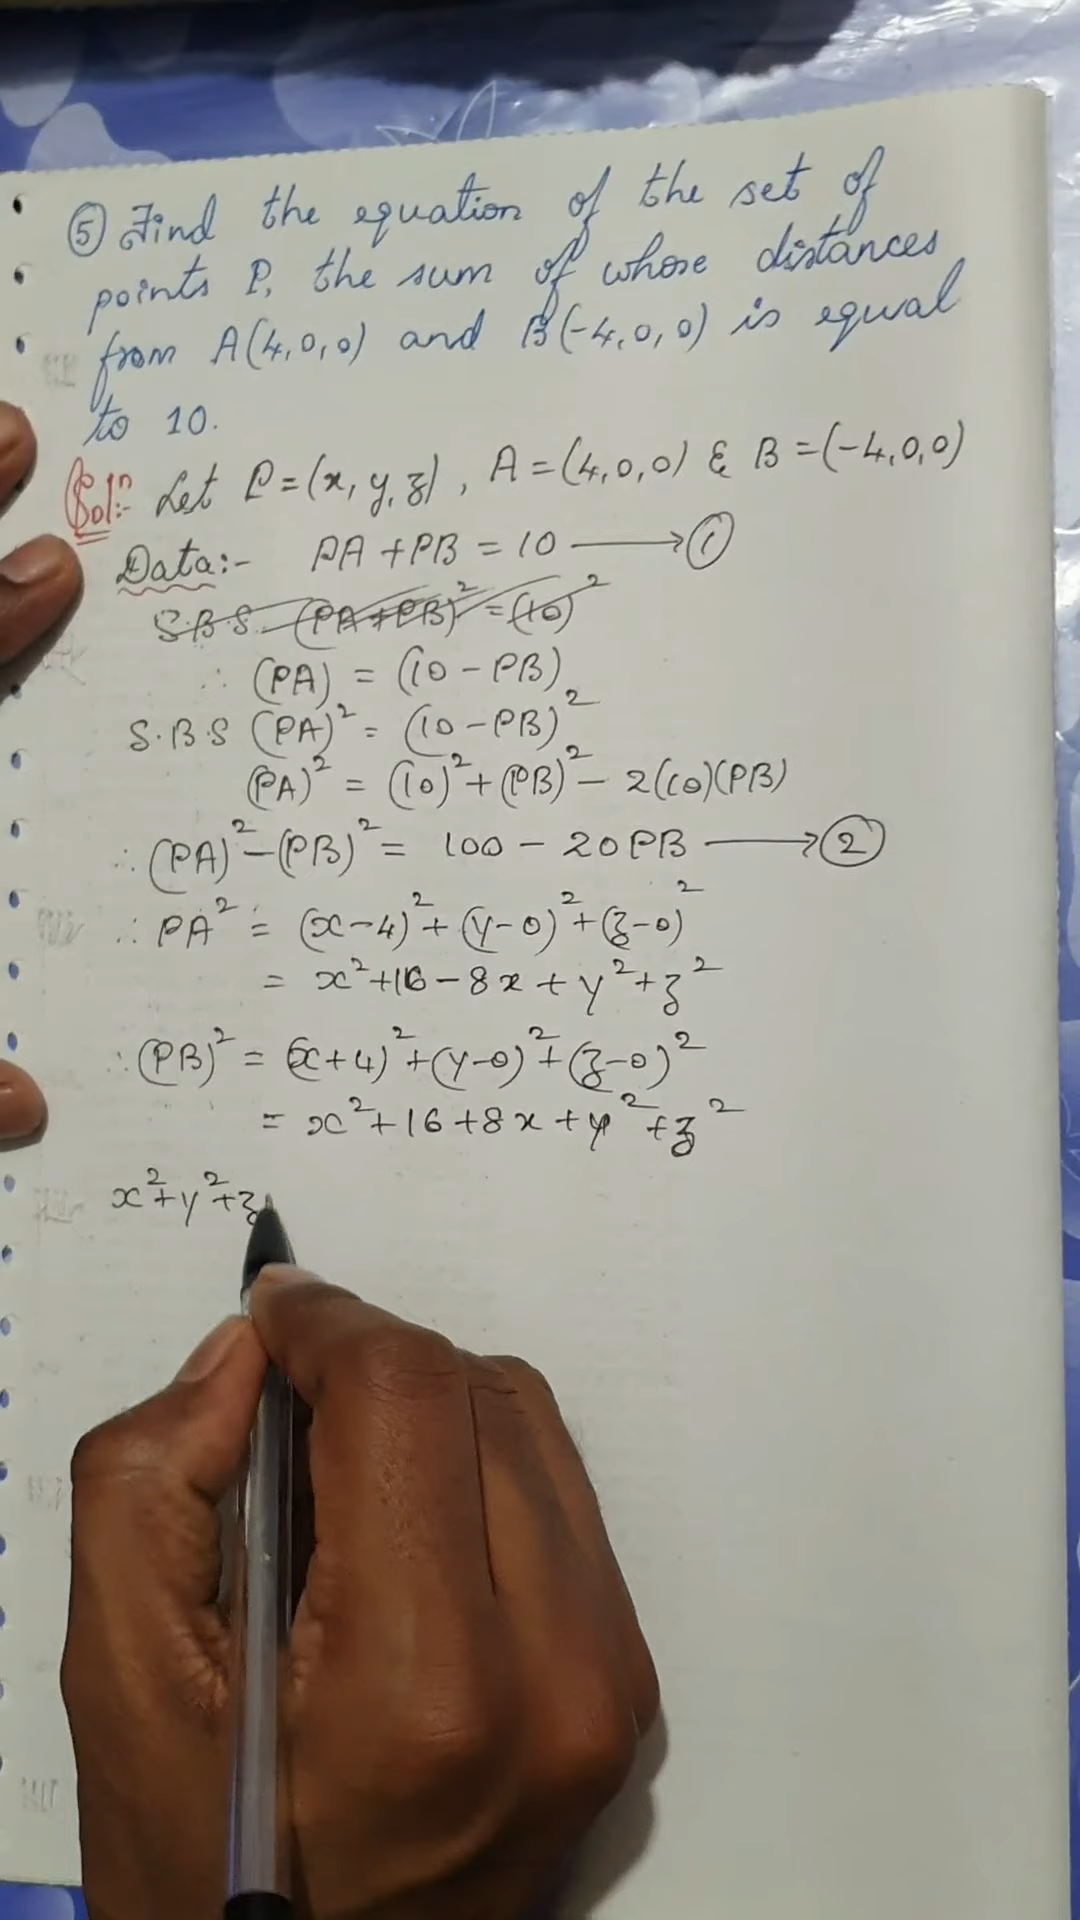 ⑤ Find the equation of the set of
points P, the sum of whose distances
from A(4,0,0) and B(-4,0,0) is equal
to 10.
Solⁿ:- Let P=(x, y, z), A=(4,0,0) & B=(-4,0,0)
Data:- PA+PB=10 ⟶ ①
S.B.S. (PA+PB)²=(10)²
∴ (PA) = (10-PB)
S.B.S (PA)² = (10-PB)²
(PA)² = (10)²+(PB)²-2(10)(PB)
∴ (PA)²-(PB)² = 100-20PB ⟶ ②
∴ PA² = (x-4)²+(y-0)²+(z-0)²
= x²+16-8x+y²+z²
∴ (PB)² = (x+4)²+(y-0)²+(z-0)²
= x²+16+8x+y²+z²
x²+y²+z